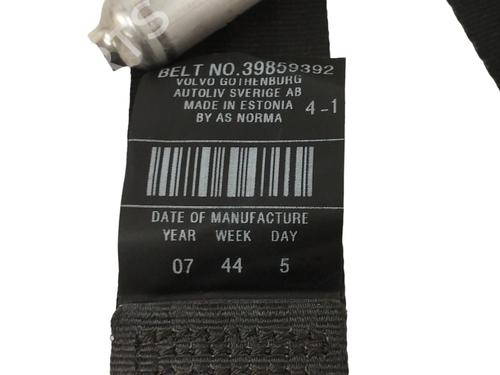 BELT NO.39859392
VOLVO GOTHENBURG
AUTOLIV SVERIGE AB
MADE IN ESTONIA 4-1
BY AS NORMA
DATE OF MANUFACTURE
YEAR WEEK DAY
07 44 5